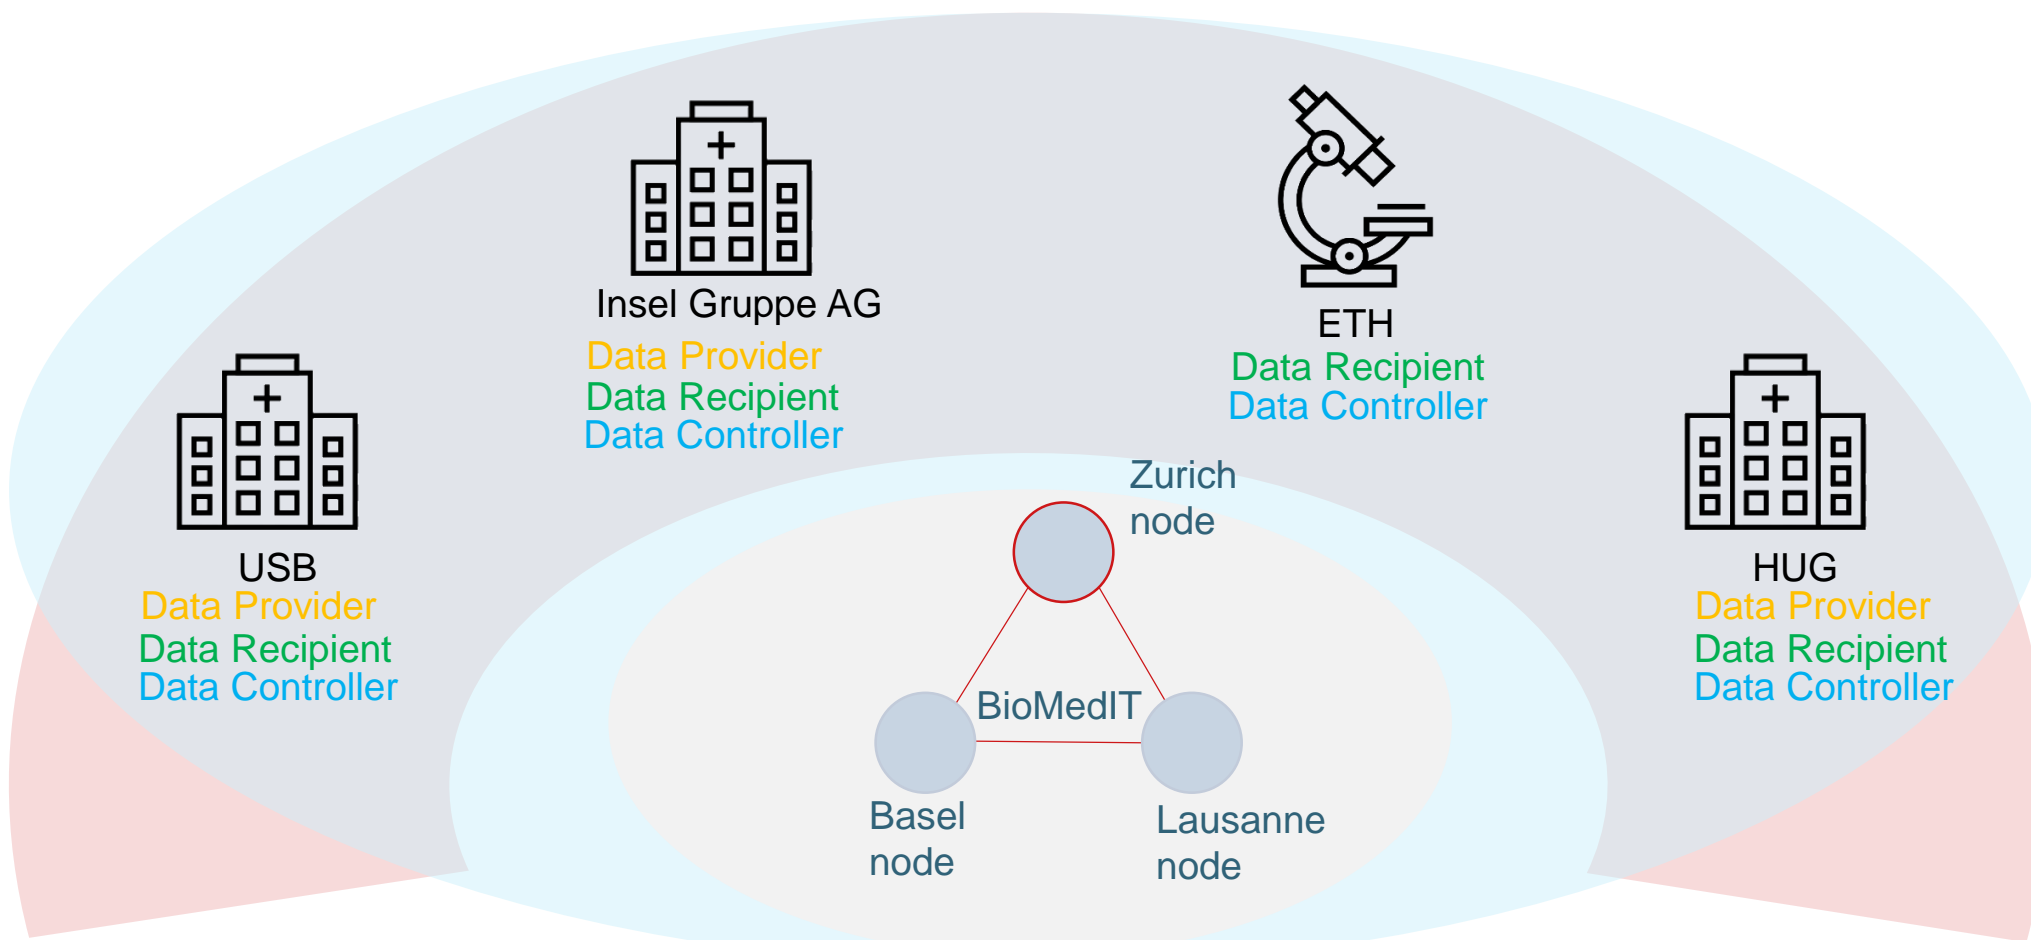 Insel Gruppe AG
Data Provider
Data Recipient
Data Controller
ETH
Data Recipient
Data Controller
USB
Data Provider
Data Recipient
Data Controller
HUG
Data Provider
Data Recipient
Data Controller
Zurich
node
BioMedIT
Basel
node
Lausanne
node